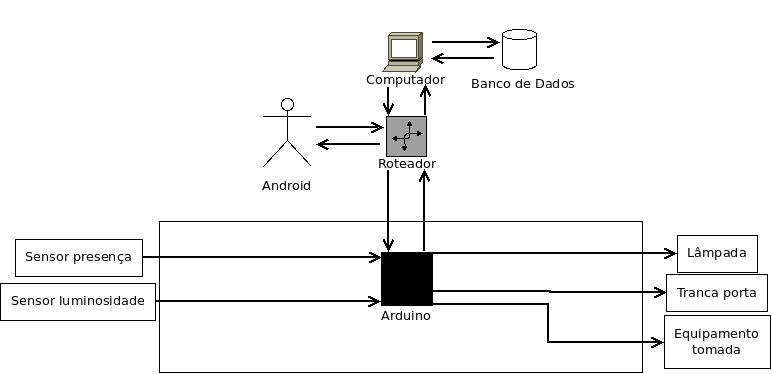 Computador
Banco de Dados
Roteador
Android
Sensor presença
Lâmpada
Sensor luminosidade
Tranca porta
Arduino
Equipamento
tomada